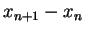 $x_{n+1} - x_n$